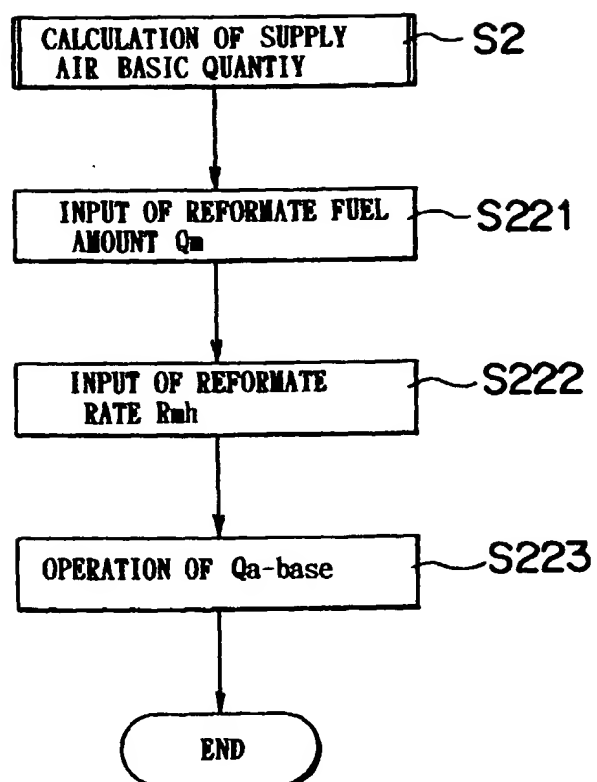 CALCULATION OF SUPPLY
AIR BASIC QUANTIY
S2
INPUT OF REFORMATE FUEL
AMOUNT Qm
S221
INPUT OF REFORMATE
RATE Rmh
S222
OPERATION OF Qa-base
S223
END